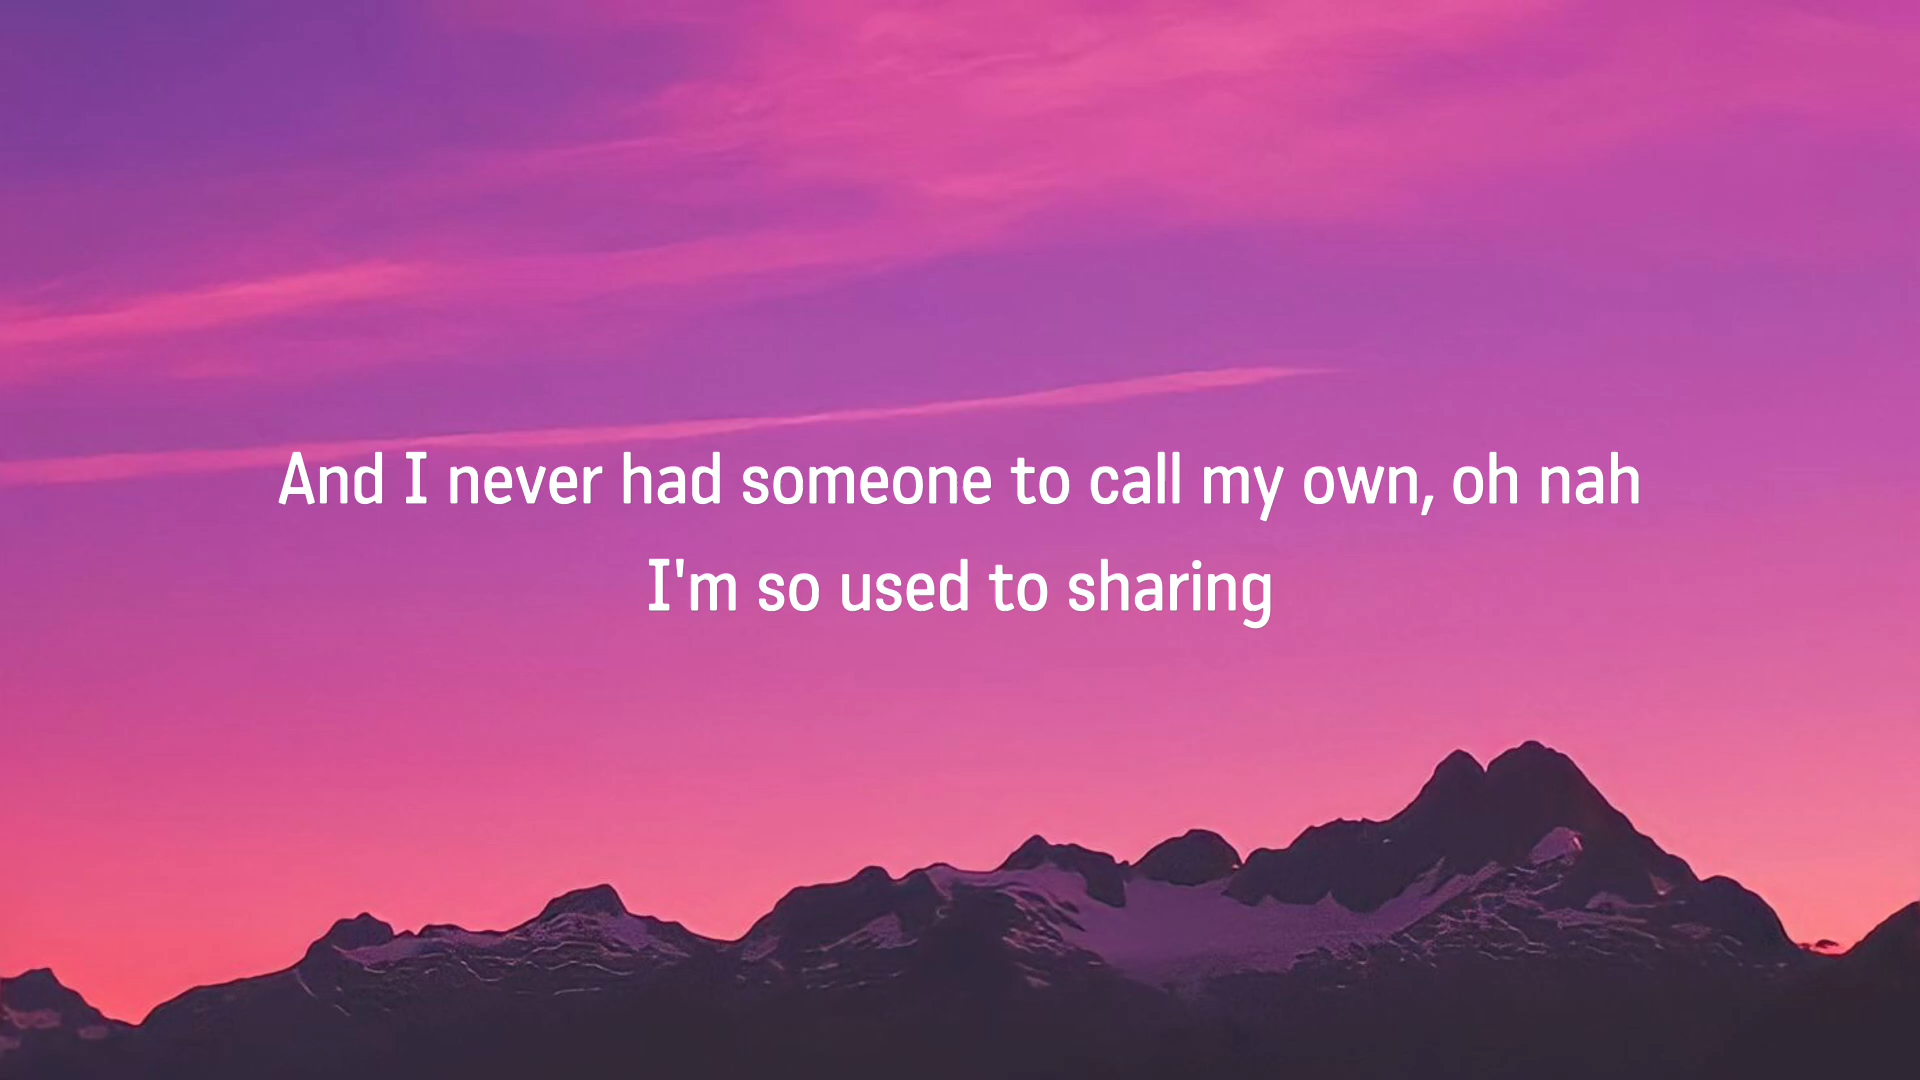 And I never had someone to call my own, oh nah
I'm so used to sharing